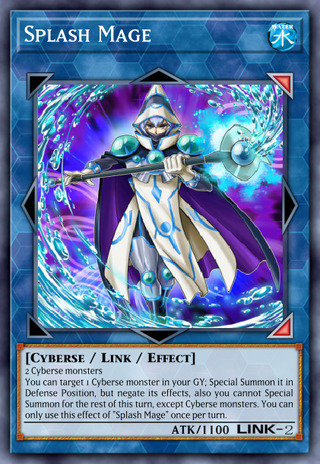 Splash Mage
WATER
水
[Cyberse / Link / Effect]
2 Cyberse monsters
You can target 1 Cyberse monster in your GY; Special Summon it in
Defense Position, but negate its effects, also you cannot Special
Summon for the rest of this turn, except Cyberse monsters. You can
only use this effect of "Splash Mage" once per turn.
ATK/1100 LINK-2